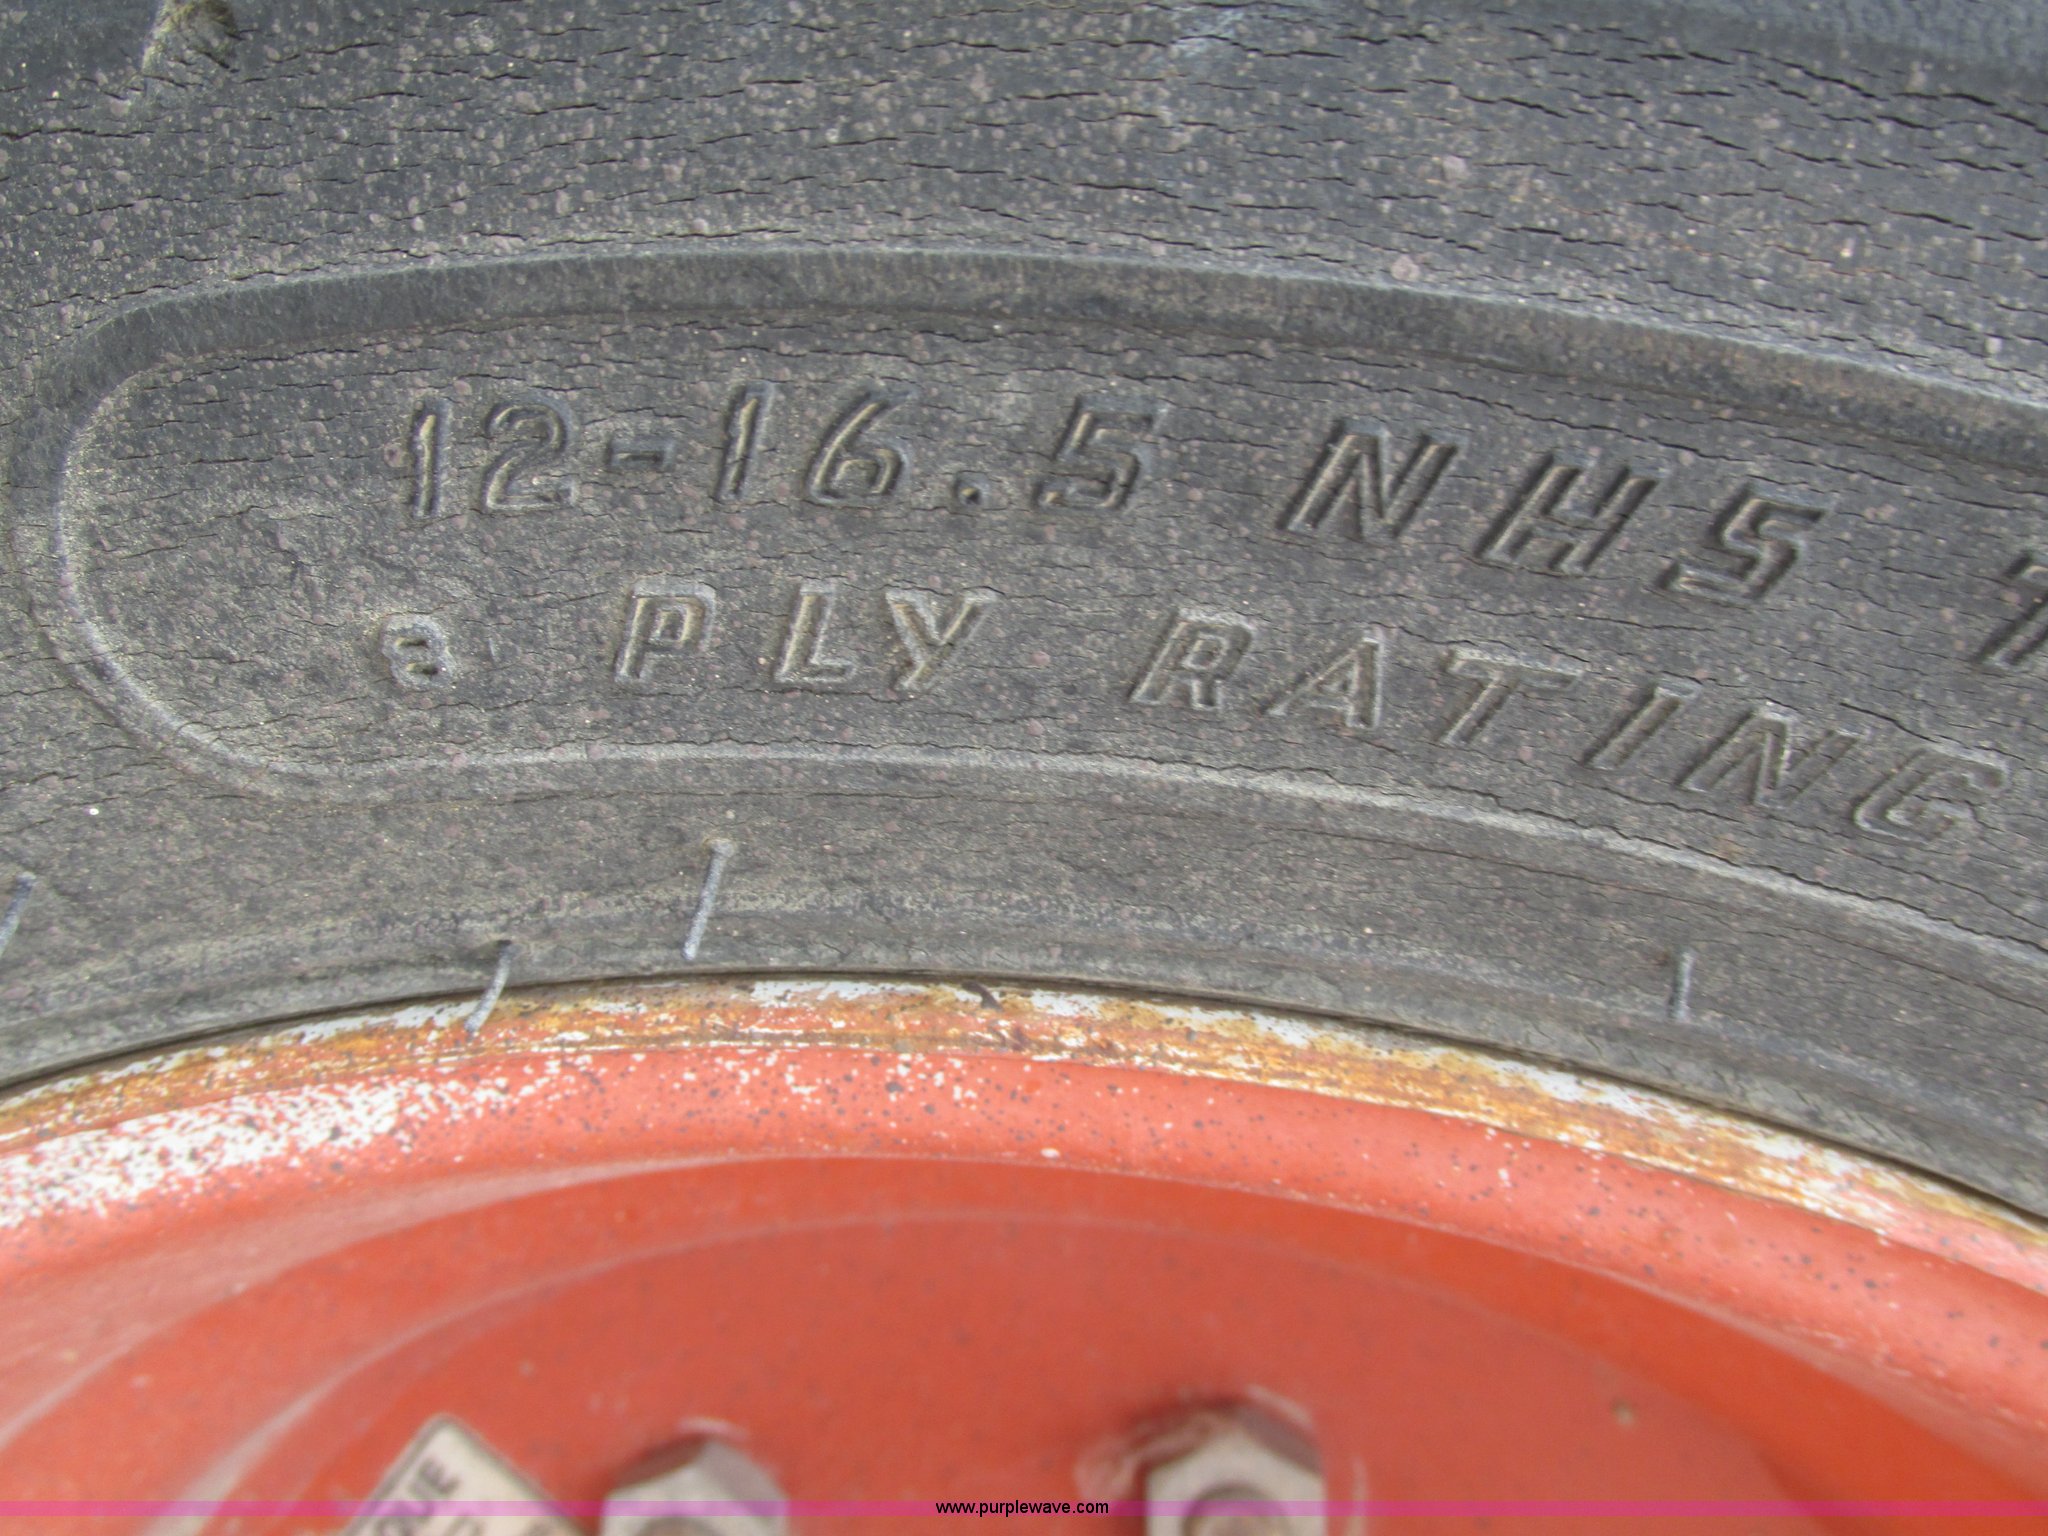 12-16.5 NHS
8 PLY RATING
www.purplewave.com